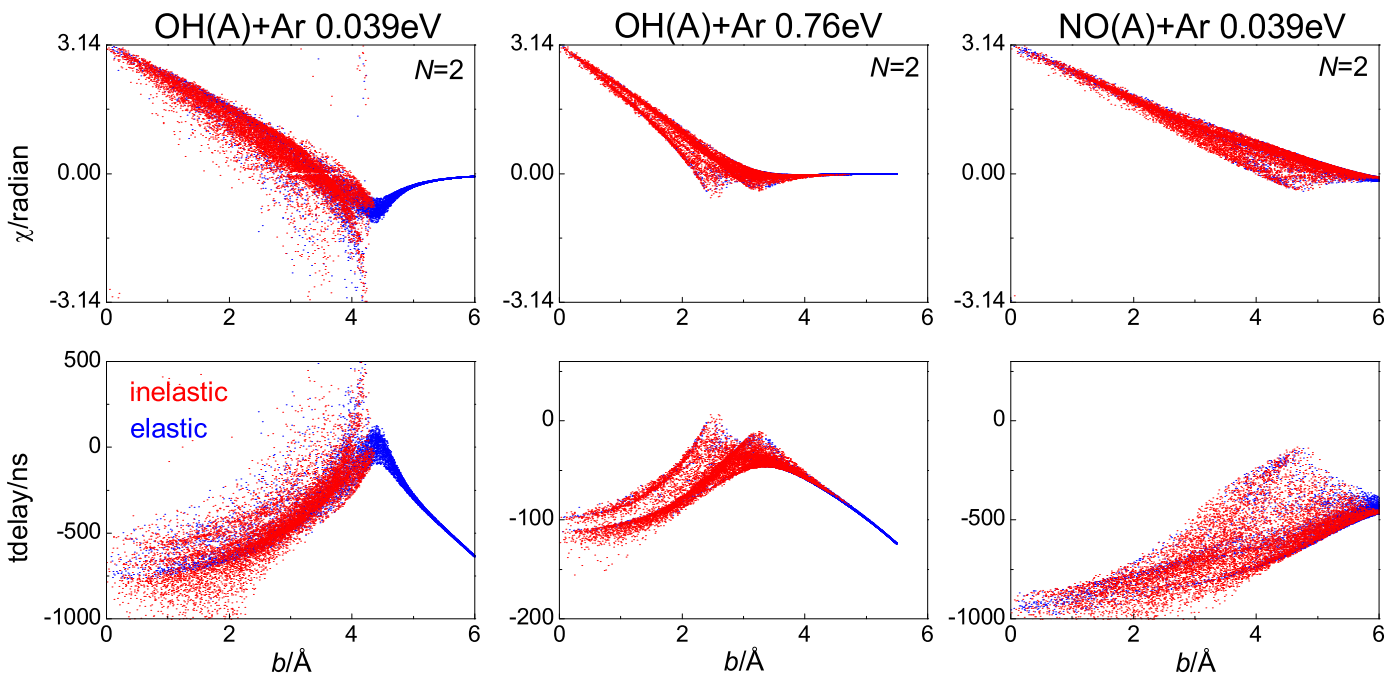 OH(A)+Ar 0.039eV
OH(A)+Ar 0.76eV
NO(A)+Ar 0.039eV
3.14
0.00
-3.14
χ/radian
N=2
0 2 4 6
3.14
0.00
-3.14
0 2 4 6
3.14
0.00
-3.14
N=2
0 2 4 6
500
0
-500
-1000
tdelay/ns
inelastic
elastic
0 2 4 6
b/Å
0
-100
-200
0 2 4 6
b/Å
0
-500
-1000
0 2 4 6
b/Å